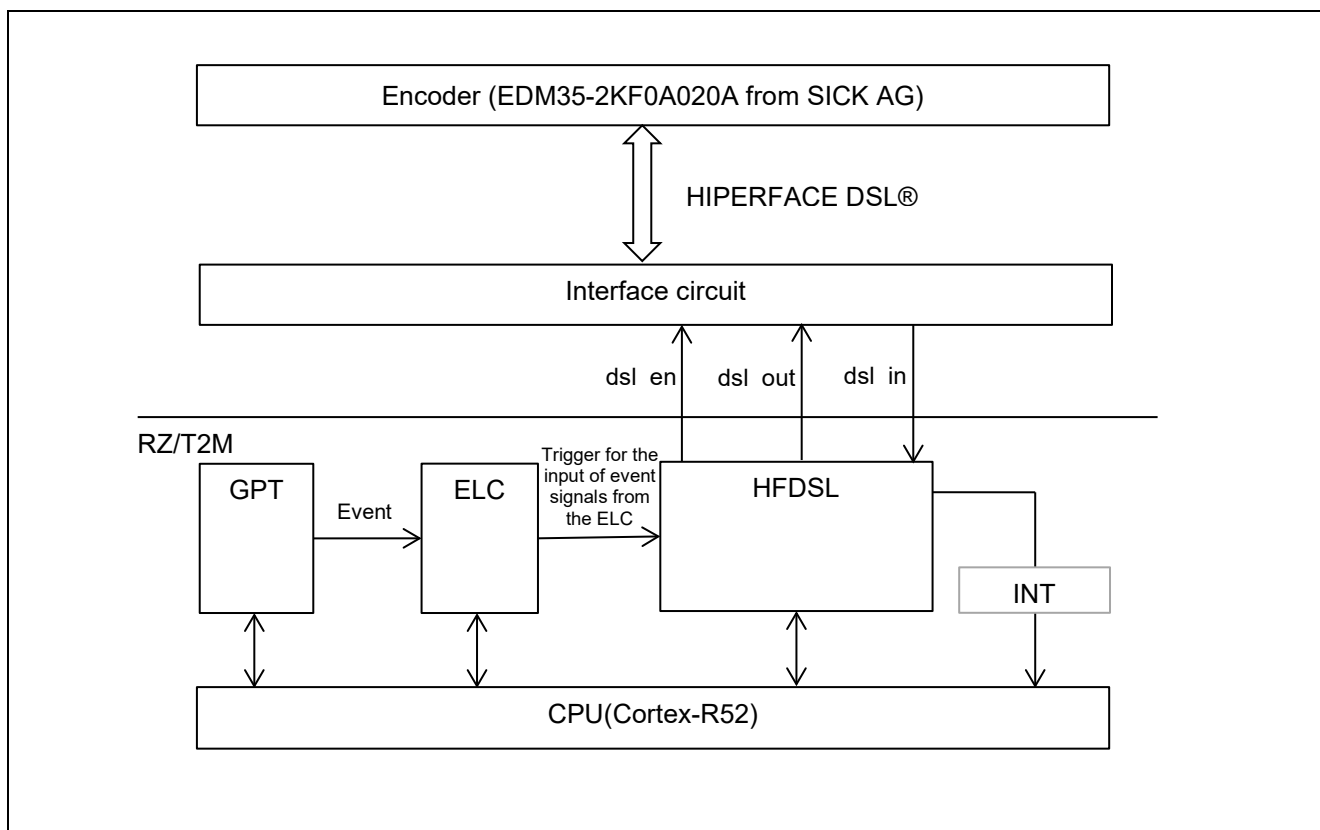 Encoder (EDM35-2KF0A020A from SICK AG)
HIPERFACE DSL®
Interface circuit
dsl en
dsl out
dsl in
RZ/T2M
GPT
Event
ELC
Trigger for the
input of event
signals from
the ELC
HFDSL
INT
CPU(Cortex-R52)